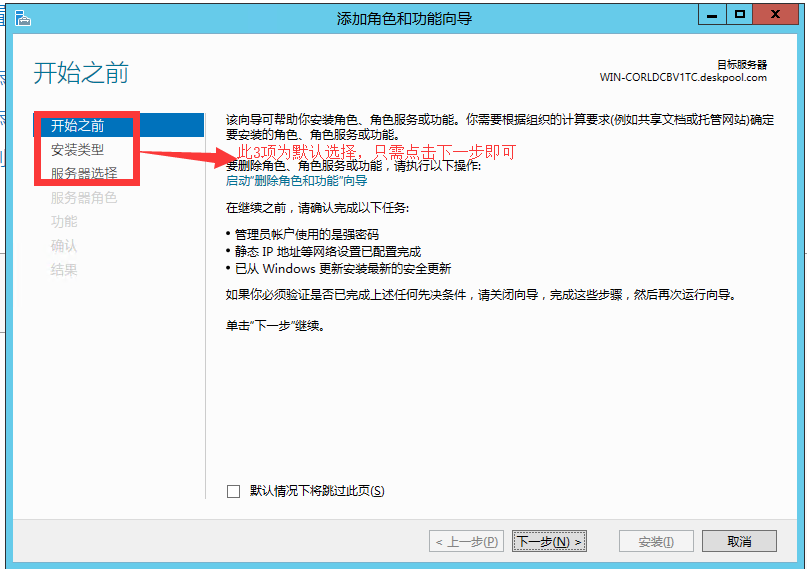 添加角色和功能向导
开始之前
目标服务器
WIN-CORLDCBV1TC.deskpool.com
开始之前
安装类型
服务器选择
服务器角色
功能
确认
结果
该向导可帮助你安装角色、角色服务或功能。你需要根据组织的计算要求(例如共享文档或托管网站)确定
要安装的角色、角色服务或功能。
此3项为默认选择，只需点击下一步即可
要删除角色、角色服务或功能，请执行以下操作:
启动"删除角色和功能"向导
在继续之前，请确认完成以下任务:
• 管理员帐户使用的是强密码
• 静态 IP 地址等网络设置已配置完成
• 已从 Windows 更新安装最新的安全更新
如果你必须验证是否已完成上述任何先决条件，请关闭向导，完成这些步骤，然后再次运行向导。
单击"下一步"继续。
默认情况下将跳过此页(S)
< 上一步(P)
下一步(N) >
安装(I)
取消